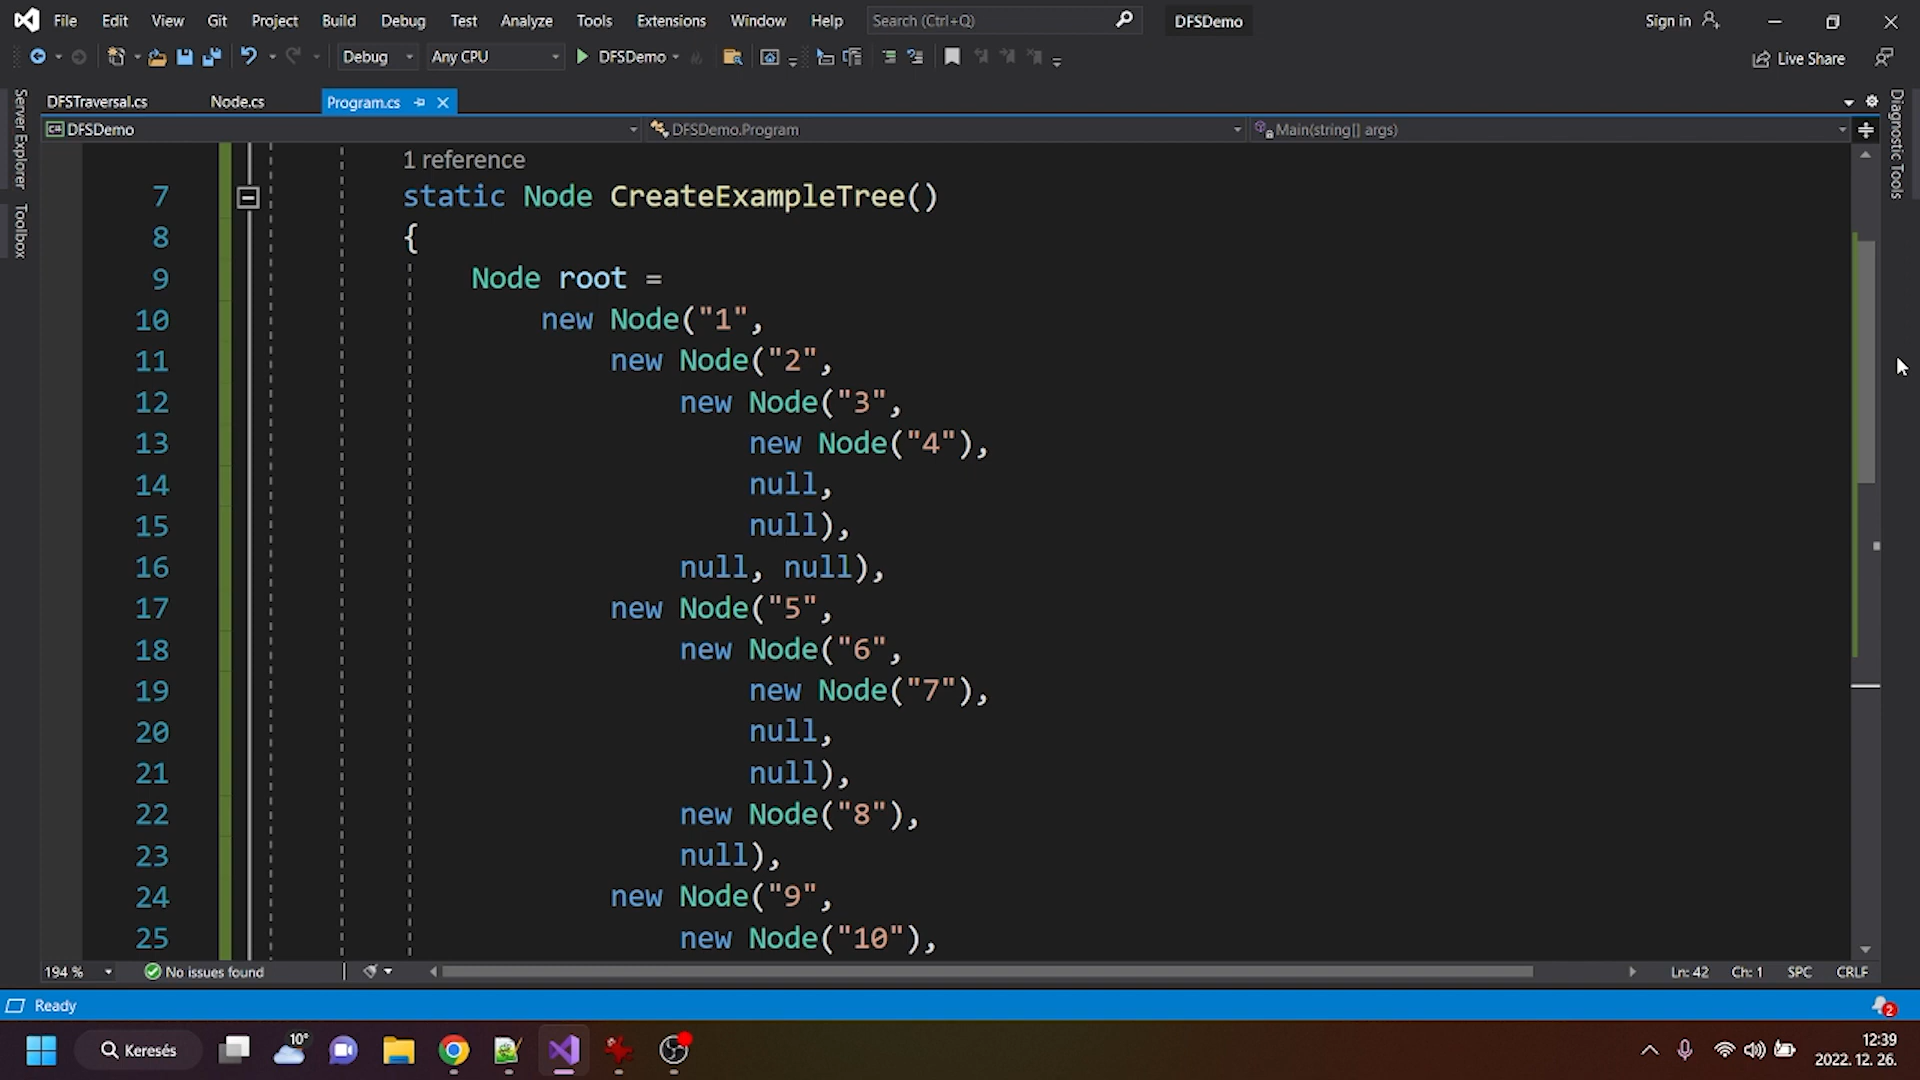 File Edit View Git Project Build Debug Test Analyze Tools Extensions Window Help Search (Ctrl+Q) DFSDemo Sign in
Debug Any CPU DFSDemo Live Share
Server Explorer
Toolbox
DFSTraversal.cs Node.cs Program.cs
DFSDemo DFSDemo.Program Main(string[] args)
1 reference
7 static Node CreateExampleTree()
8 {
9 Node root =
10 new Node("1",
11 new Node("2",
12 new Node("3",
13 new Node("4"),
14 null,
15 null),
16 null, null),
17 new Node("5",
18 new Node("6",
19 new Node("7"),
20 null,
21 null),
22 new Node("8"),
23 null),
24 new Node("9",
25 new Node("10"),
Diagnostic Tools
194 % No issues found Ln: 42 Ch: 1 SPC CRLF
Ready 2
Keresés 10° 12:39
2022. 12. 26.